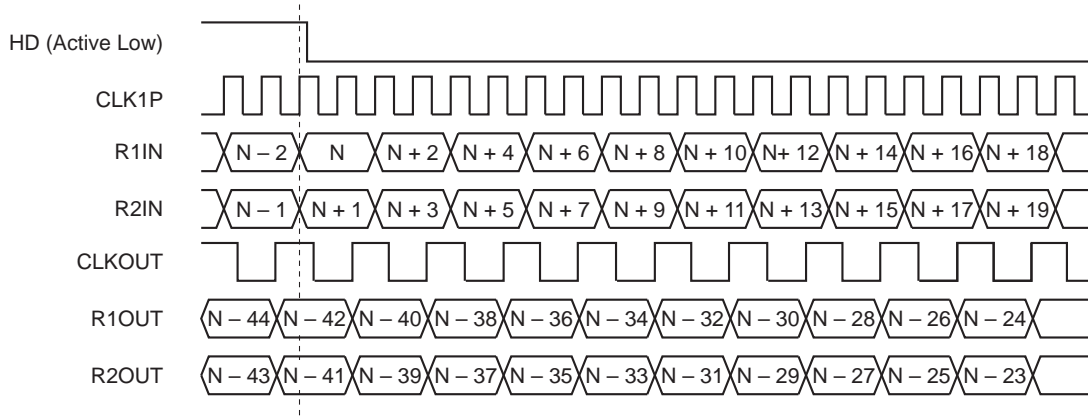 HD (Active Low)
CLK1P
R1IN N – 2 N N + 2 N + 4 N + 6 N + 8 N + 10 N+ 12 N + 14 N + 16 N + 18
R2IN N – 1 N + 1 N + 3 N + 5 N + 7 N + 9 N + 11 N + 13 N + 15 N + 17 N + 19
CLKOUT
R1OUT N – 44 N – 42 N – 40 N – 38 N – 36 N – 34 N – 32 N – 30 N – 28 N – 26 N – 24
R2OUT N – 43 N – 41 N – 39 N – 37 N – 35 N – 33 N – 31 N – 29 N – 27 N – 25 N – 23